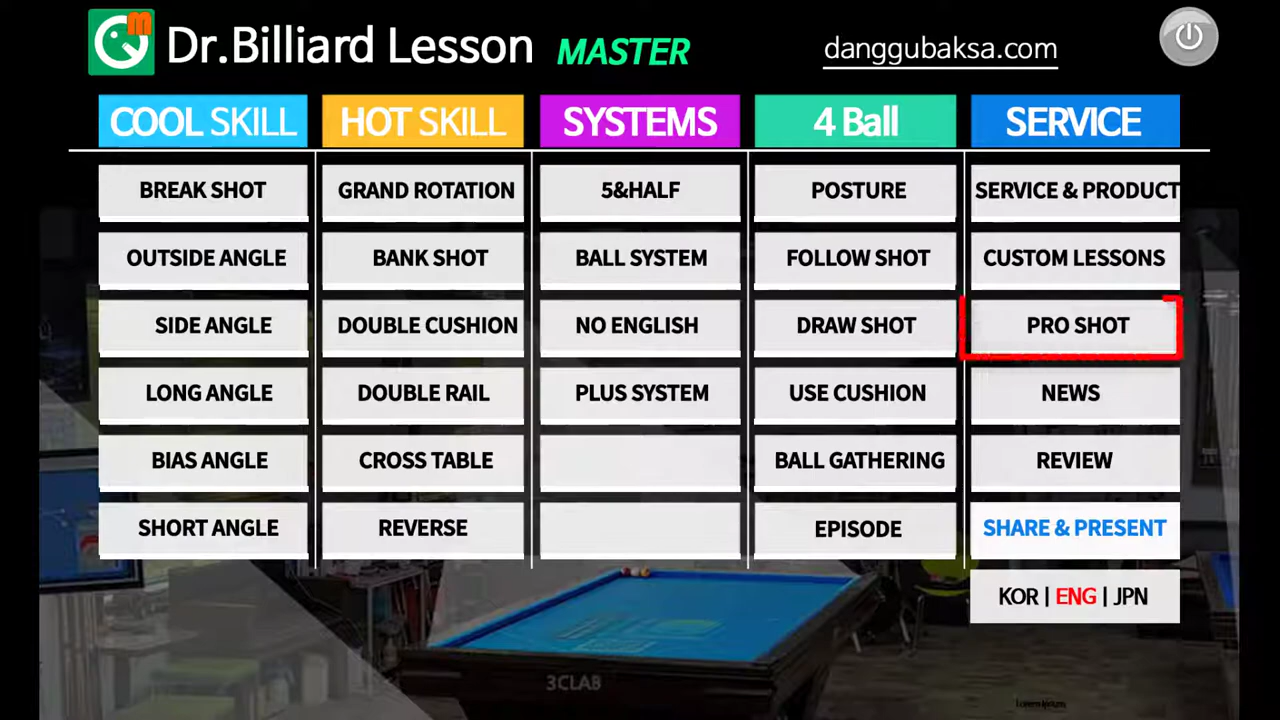 Dr.Billiard Lesson MASTER
danggubaksa.com
COOL SKILL
HOT SKILL
SYSTEMS
4 Ball
SERVICE
BREAK SHOT
GRAND ROTATION
5&HALF
POSTURE
SERVICE & PRODUCT
OUTSIDE ANGLE
BANK SHOT
BALL SYSTEM
FOLLOW SHOT
CUSTOM LESSONS
SIDE ANGLE
DOUBLE CUSHION
NO ENGLISH
DRAW SHOT
PRO SHOT
LONG ANGLE
DOUBLE RAIL
PLUS SYSTEM
USE CUSHION
NEWS
BIAS ANGLE
CROSS TABLE
BALL GATHERING
REVIEW
SHORT ANGLE
REVERSE
EPISODE
SHARE & PRESENT
KOR | ENG | JPN
3CLAB
Lorem Ipsum